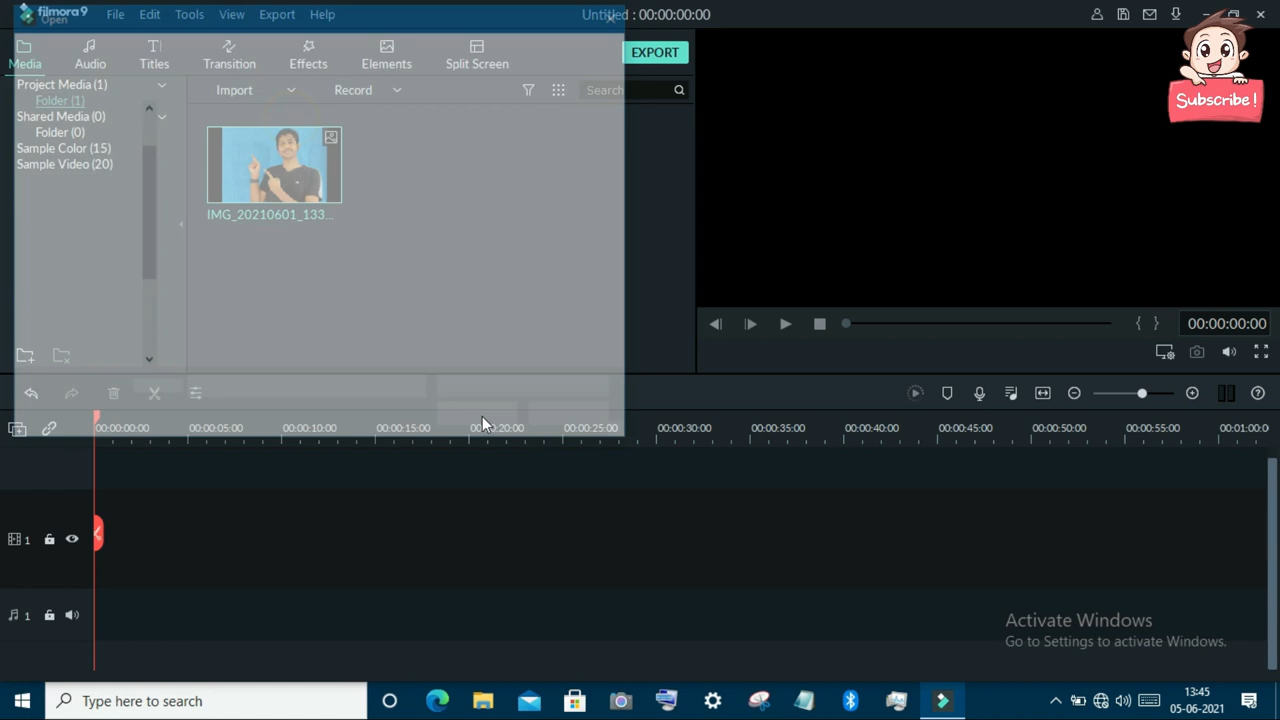 filmora9
Open
File Edit Tools View Export Help
Untitled : 00:00:00:00
Media Audio Titles Transition Effects Elements Split Screen
EXPORT
Subscribe!
Project Media (1)
Folder (1)
Shared Media (0)
Folder (0)
Sample Color (15)
Sample Video (20)
Import Record Search
IMG_20210601_133...
{ } 00:00:00:00
00:00:00:00 00:00:05:00 00:00:10:00 00:00:15:00 00:00:20:00 00:00:25:00 00:00:30:00 00:00:35:00 00:00:40:00 00:00:45:00 00:00:50:00 00:00:55:00 00:01:00:0
1
1
Activate Windows
Go to Settings to activate Windows.
Type here to search
13:45
05-06-2021